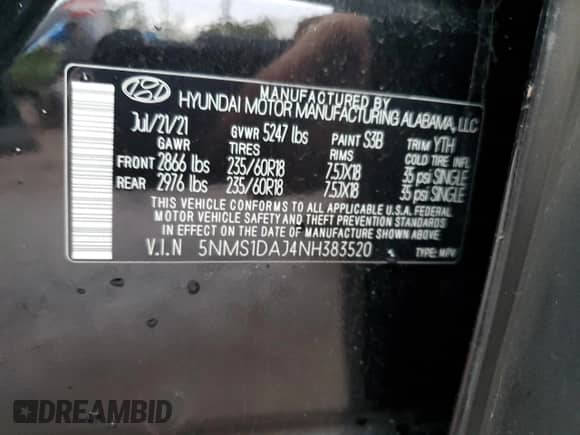 MANUFACTURED BY
HYUNDAI MOTOR MANUFACTURING ALABAMA, LLC
Jul/21/21 GVWR 5247 lbs PAINT S3B TRIM YTH
GAWR TIRES RIMS COLD TIRE INFL
FRONT 2866 lbs 235/60R18 7.5JX18 35 psi SINGLE
REAR 2976 lbs 235/60R18 7.5JX18 35 psi SINGLE
THIS VEHICLE CONFORMS TO ALL APPLICABLE U.S.A. FEDERAL
MOTOR VEHICLE SAFETY AND THEFT PREVENTION STANDARDS
IN EFFECT ON THE DATE OF MANUFACTURE SHOWN ABOVE.
V.I.N 5NMS1DAJ4NH383520 TYPE: MPV
DREAMBID